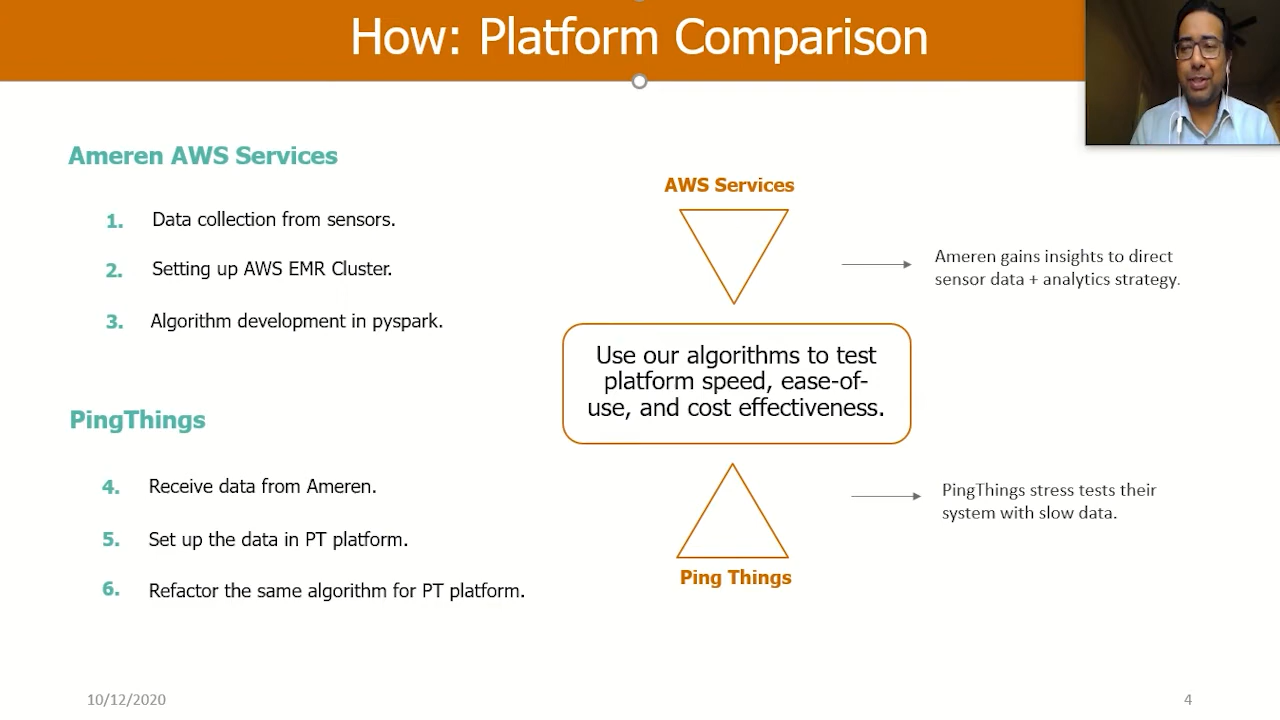 How: Platform Comparison
Ameren AWS Services
1. Data collection from sensors.
2. Setting up AWS EMR Cluster.
3. Algorithm development in pyspark.
PingThings
4. Receive data from Ameren.
5. Set up the data in PT platform.
6. Refactor the same algorithm for PT platform.
AWS Services
Ameren gains insights to direct
sensor data + analytics strategy.
Use our algorithms to test
platform speed, ease-of-
use, and cost effectiveness.
PingThings stress tests their
system with slow data.
Ping Things
10/12/2020
4